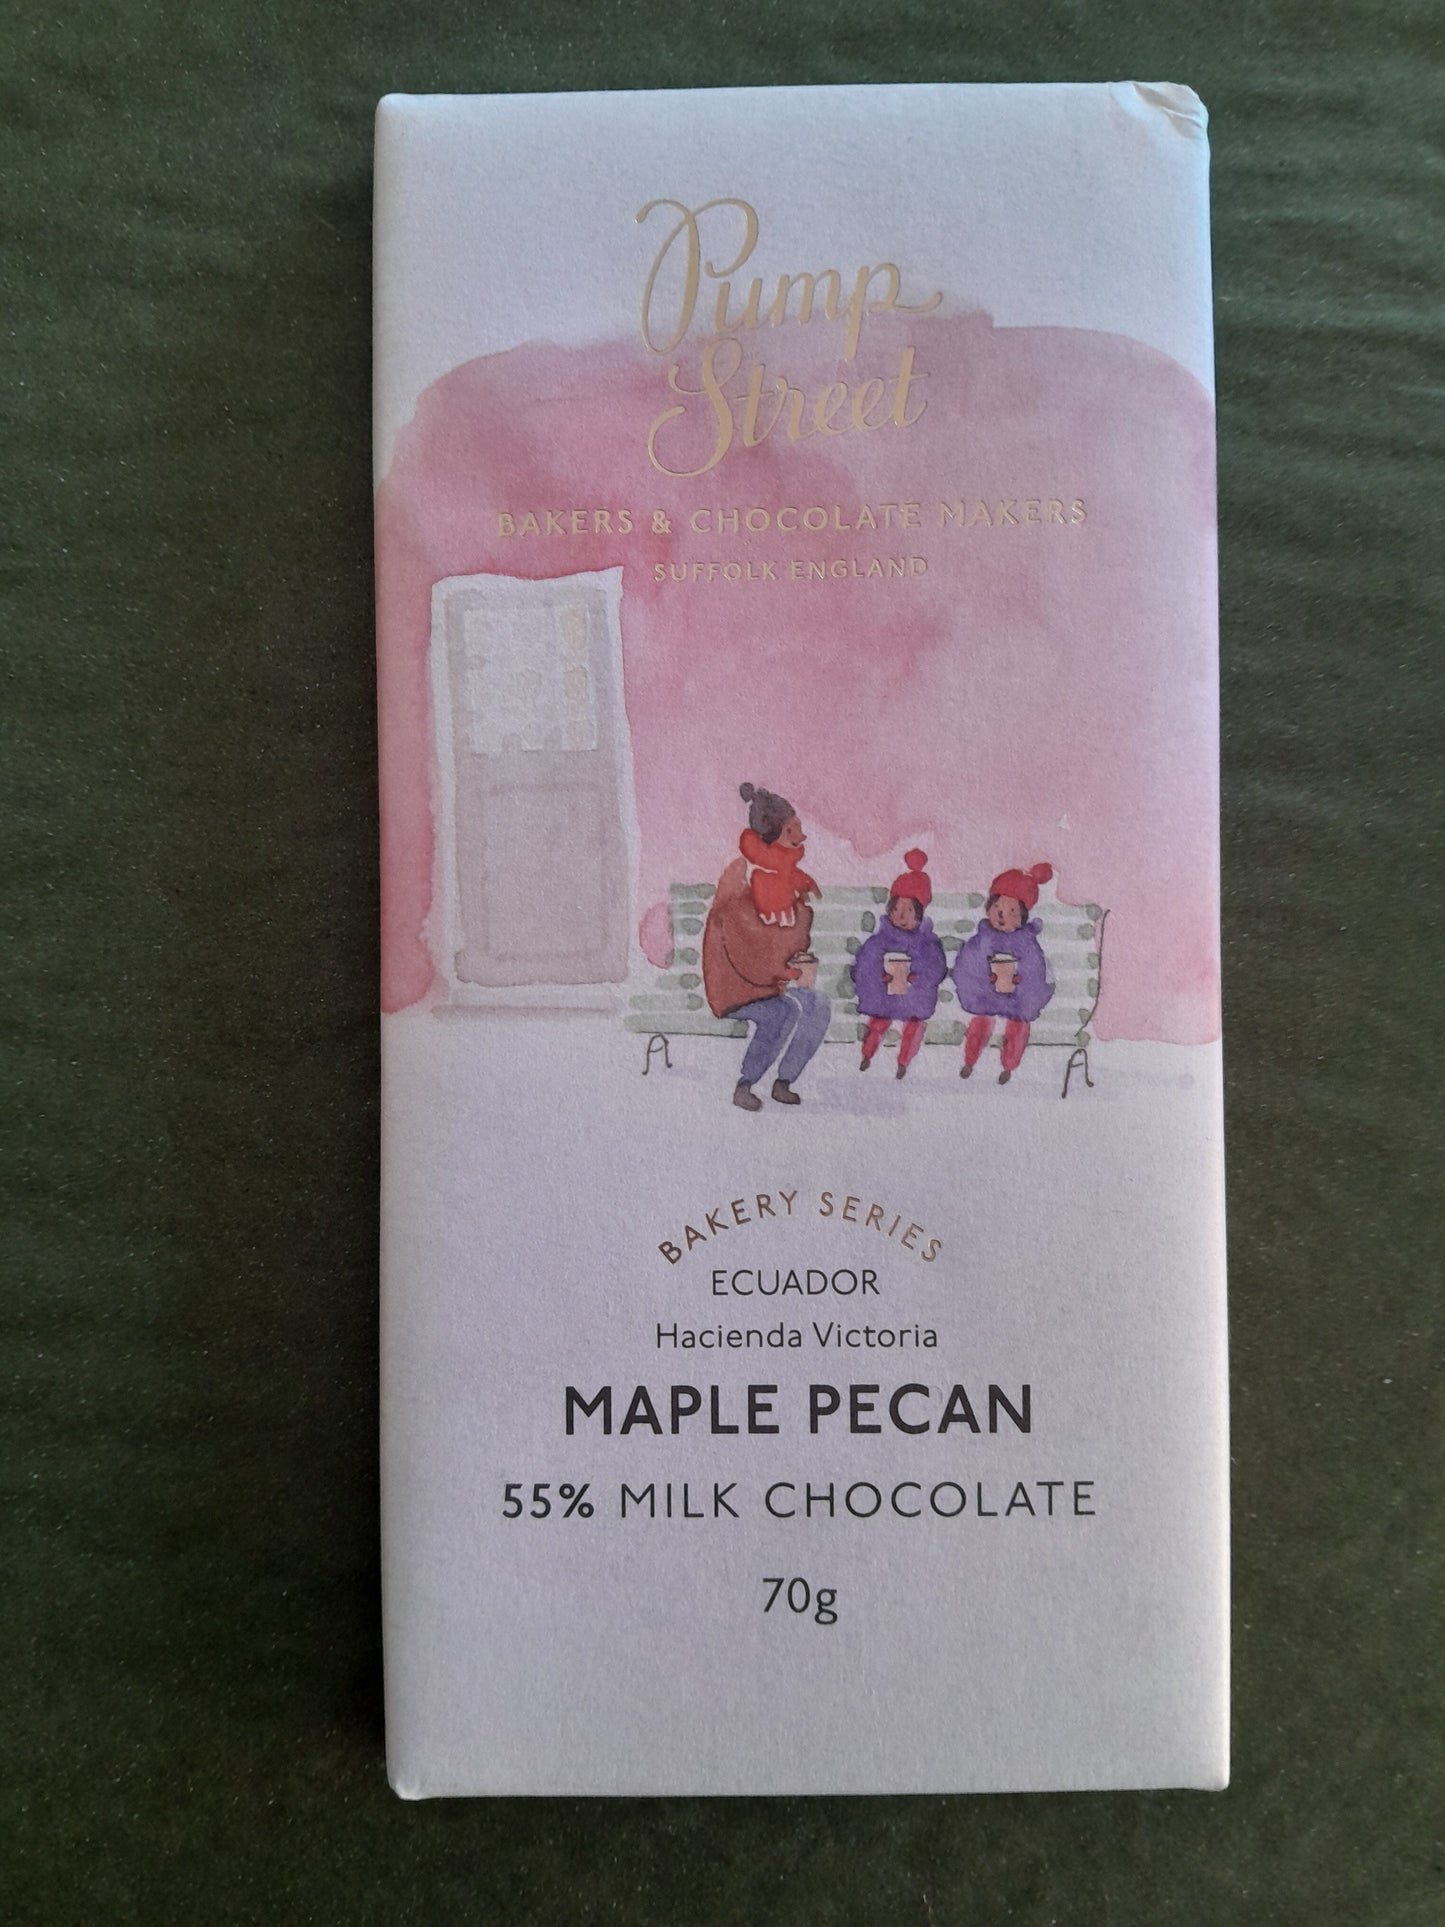 Pump
Street
BAKERS & CHOCOLATE MAKERS
SUFFOLK ENGLAND
BAKERY SERIES
ECUADOR
Hacienda Victoria
MAPLE PECAN
55% MILK CHOCOLATE
70g